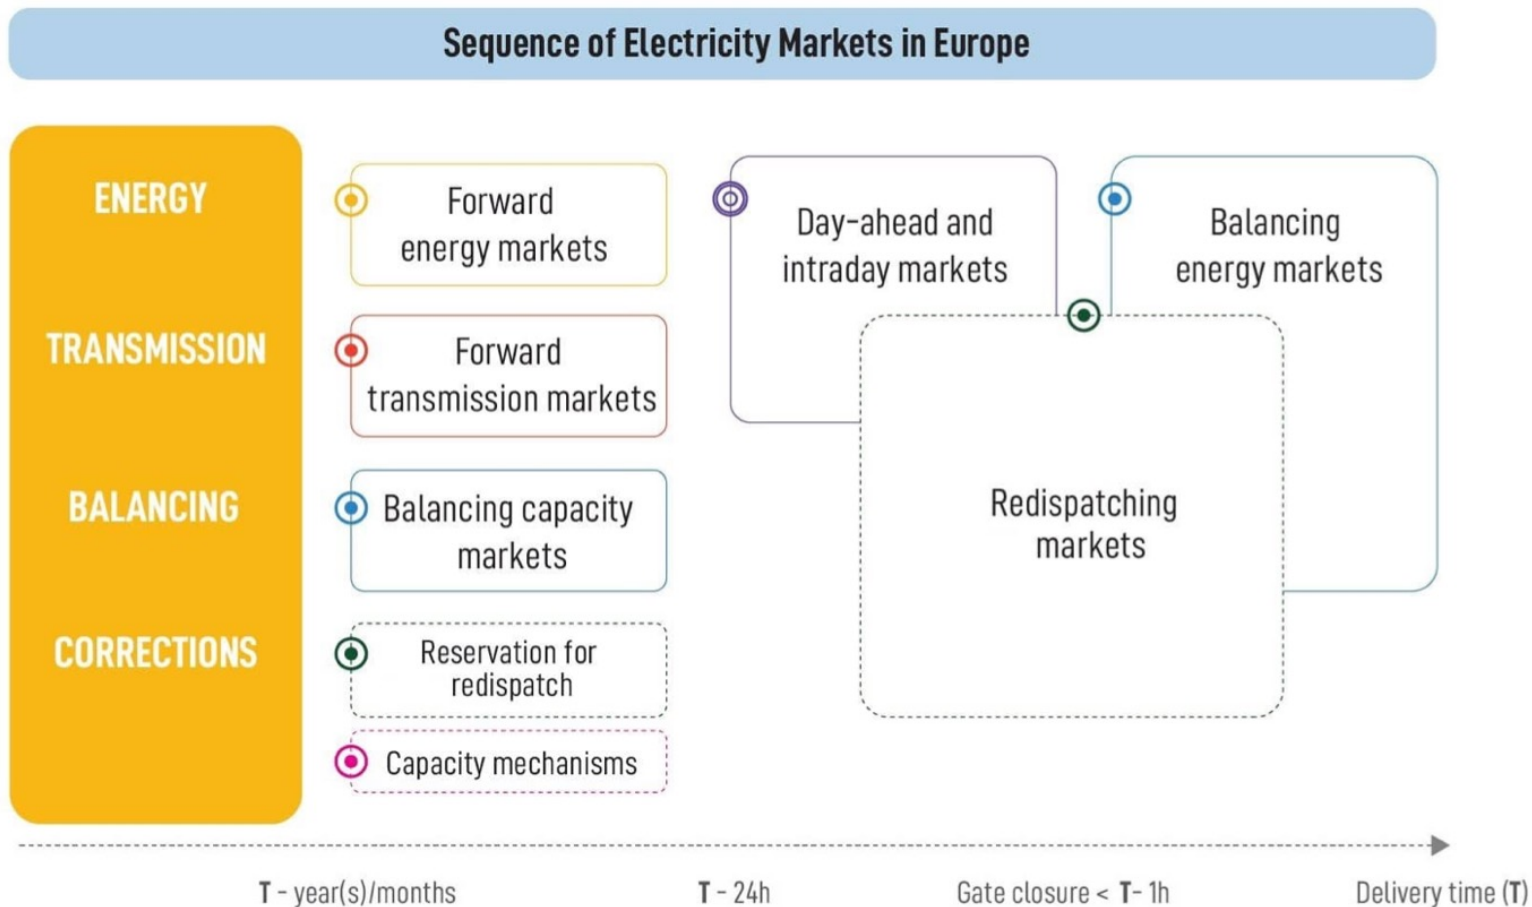 Sequence of Electricity Markets in Europe
ENERGY
Forward
energy markets
Day-ahead and
intraday markets
Balancing
energy markets
TRANSMISSION
Forward
transmission markets
BALANCING
Balancing capacity
markets
Redispatching
markets
CORRECTIONS
Reservation for
redispatch
Capacity mechanisms
T - year(s)/months
T - 24h
Gate closure < T- 1h
Delivery time (T)